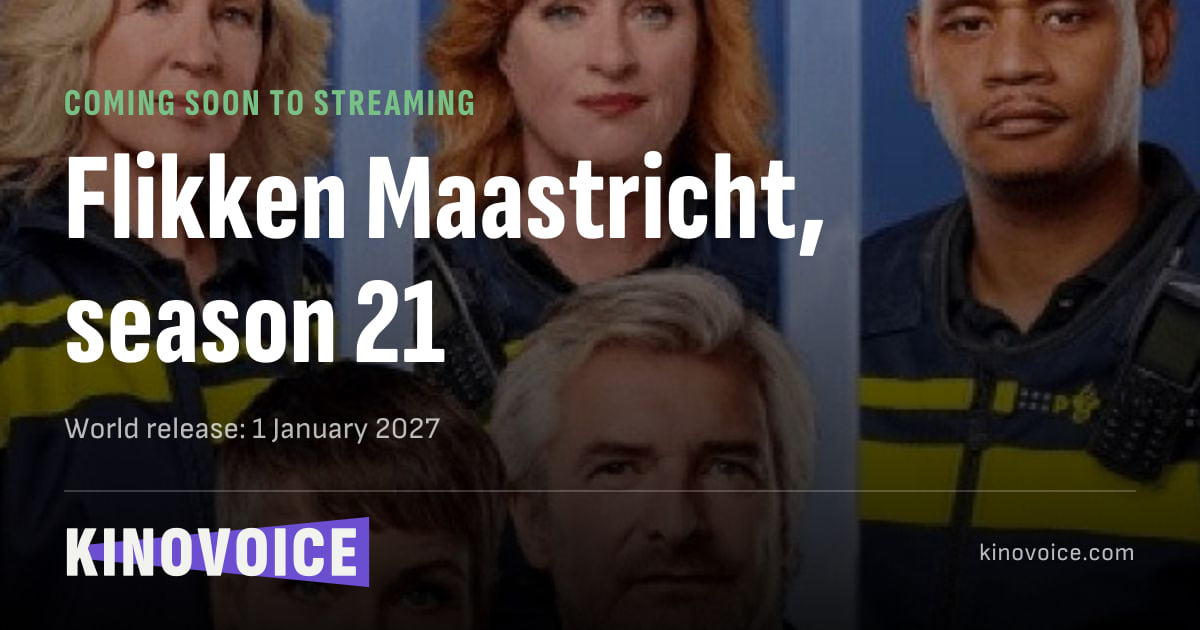 COMING SOON TO STREAMING
Flikken Maastricht,
season 21
World release: 1 January 2027
KINOVOICE
kinovoice.com